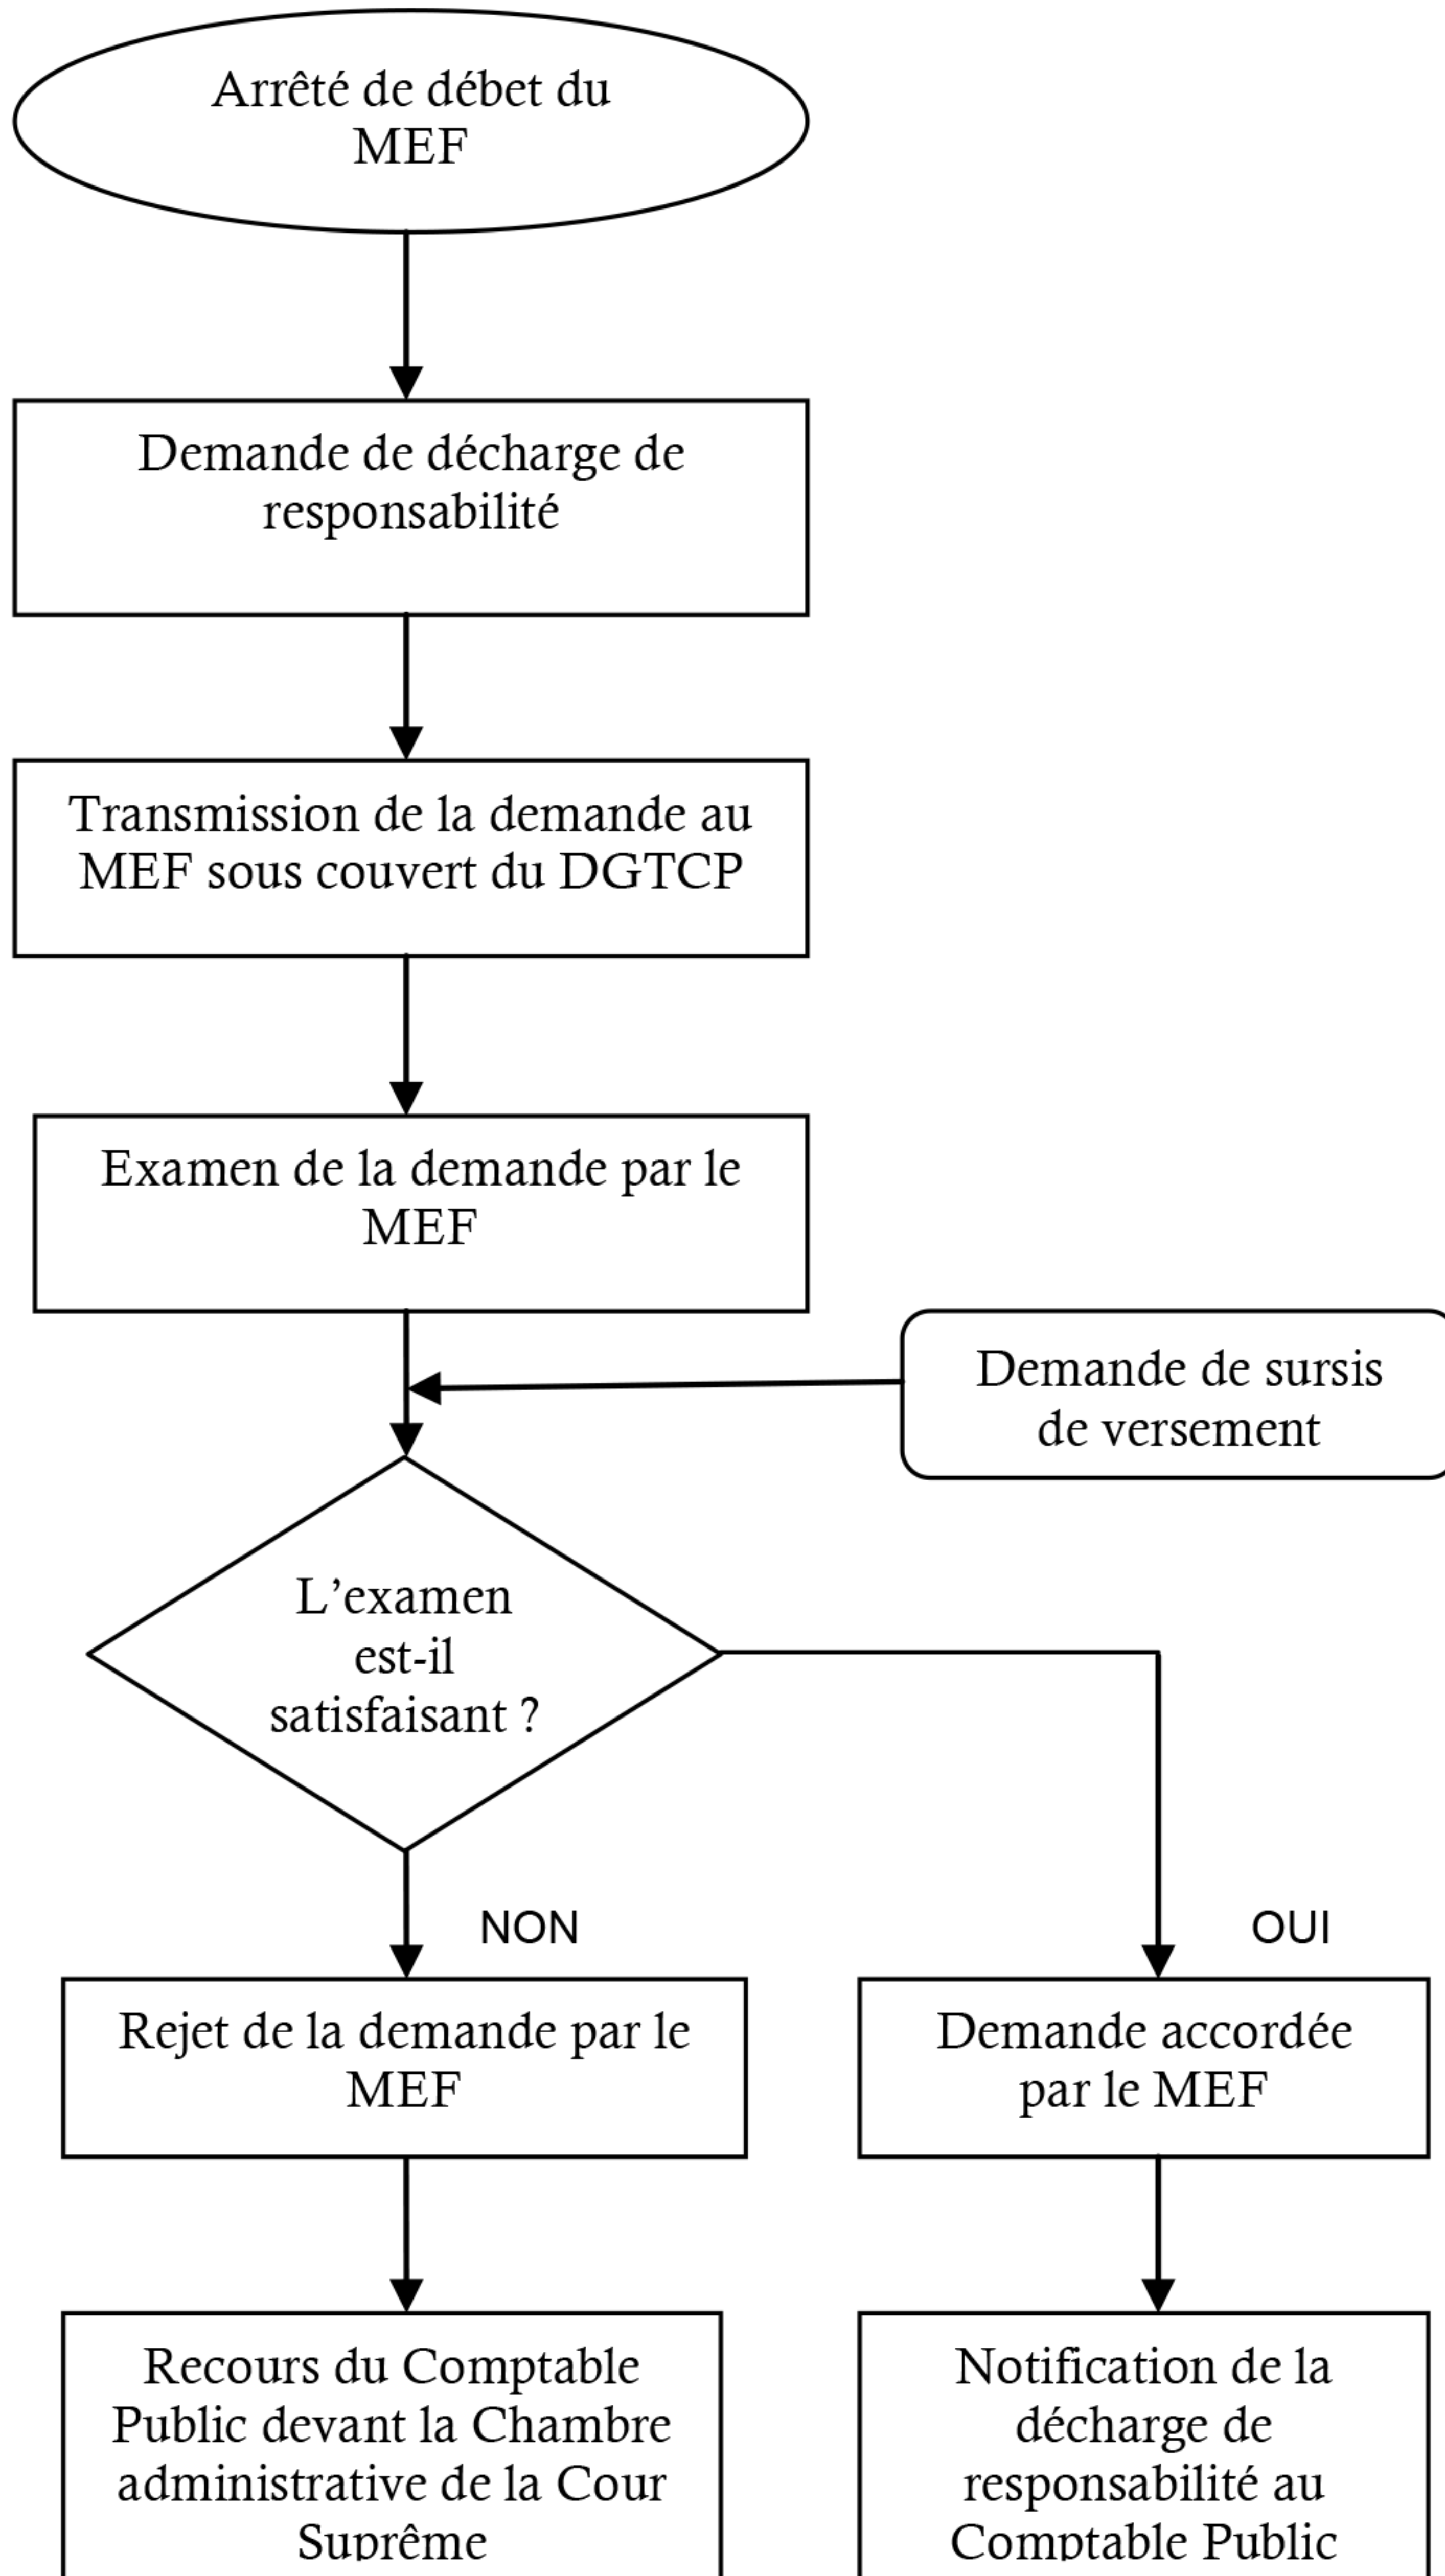 Arrêté de débet du
MEF
Demande de décharge de
responsabilité
Transmission de la demande au
MEF sous couvert du DGTCP
Examen de la demande par le
MEF
Demande de sursis
de versement
L’examen
est-il
satisfaisant ?
NON
OUI
Rejet de la demande par le
MEF
Demande accordée
par le MEF
Recours du Comptable
Public devant la Chambre
administrative de la Cour
Suprême
Notification de la
décharge de
responsabilité au
Comptable Public